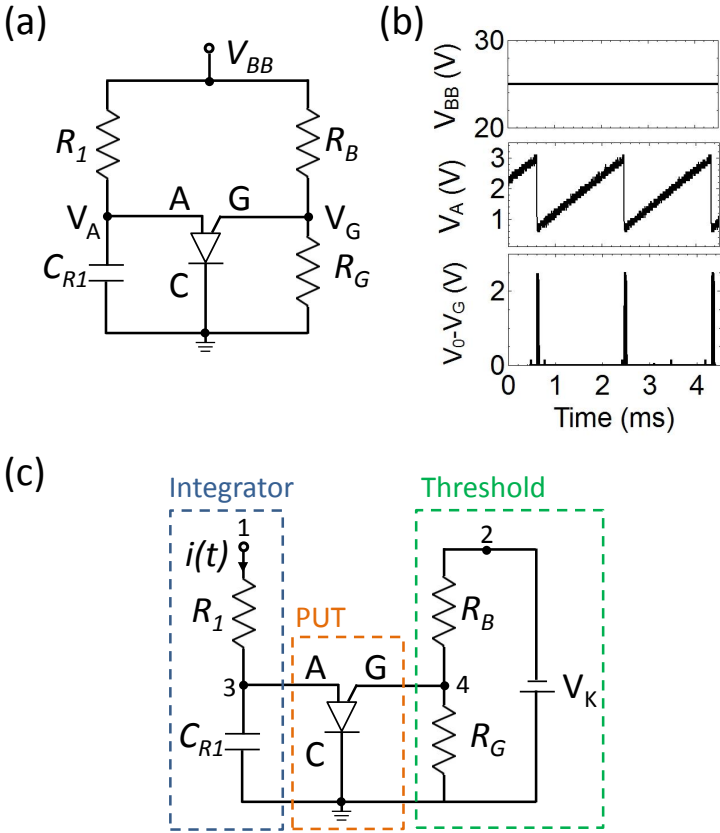 (a)
V_BB
R_1
R_B
A
G
V_A
V_G
C_R1
C
R_G
(b)
30
V_BB (V)
20
3
2
1
V_A (V)
2
0
V_0-V_G (V)
0 1 2 3 4
Time (ms)
(c)
Integrator
Threshold
1
2
i(t)
R_1
R_B
PUT
3
A
G
4
V_K
C_R1
C
R_G